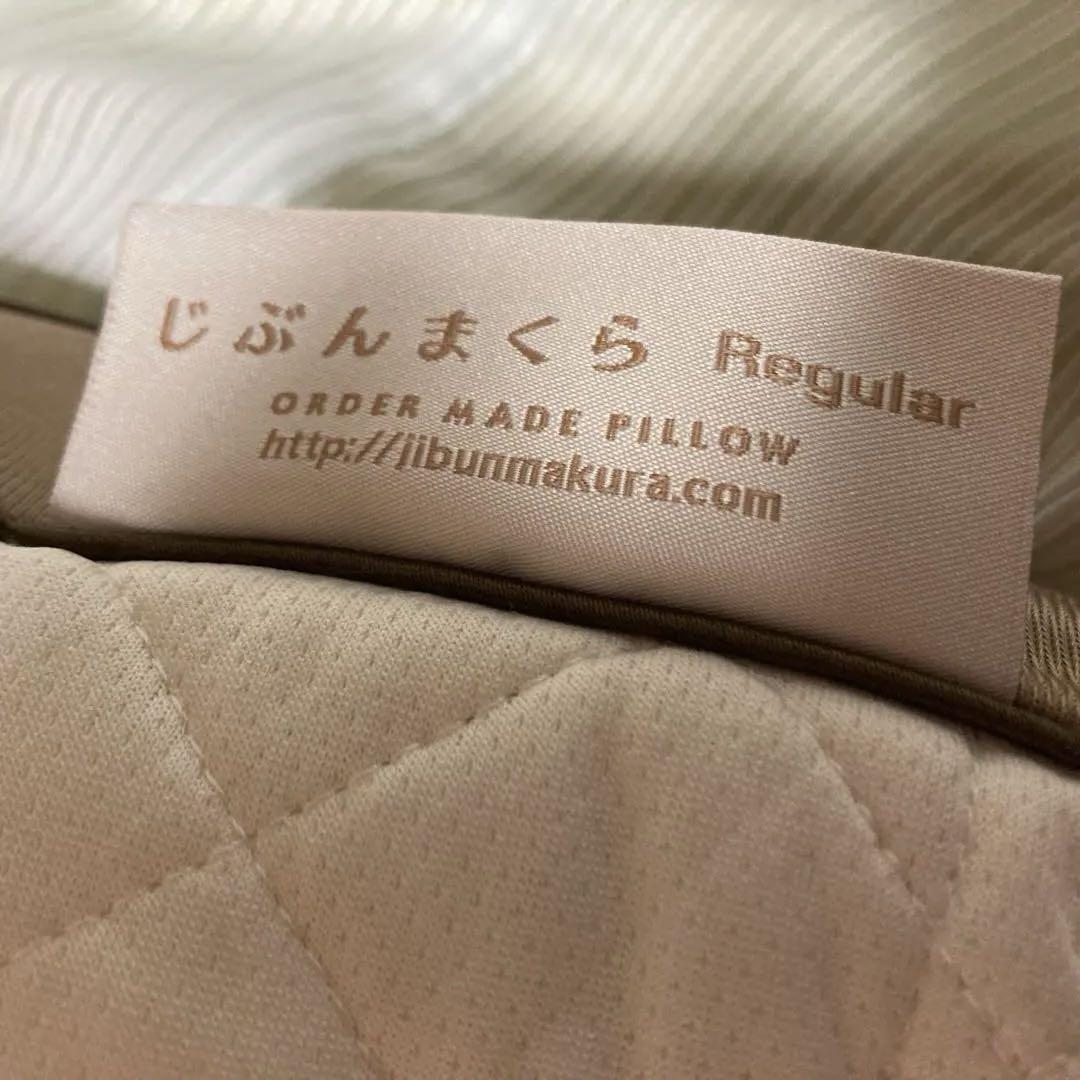 じぶんまくら Regular
ORDER MADE PILLOW
http://jibunmakura.com